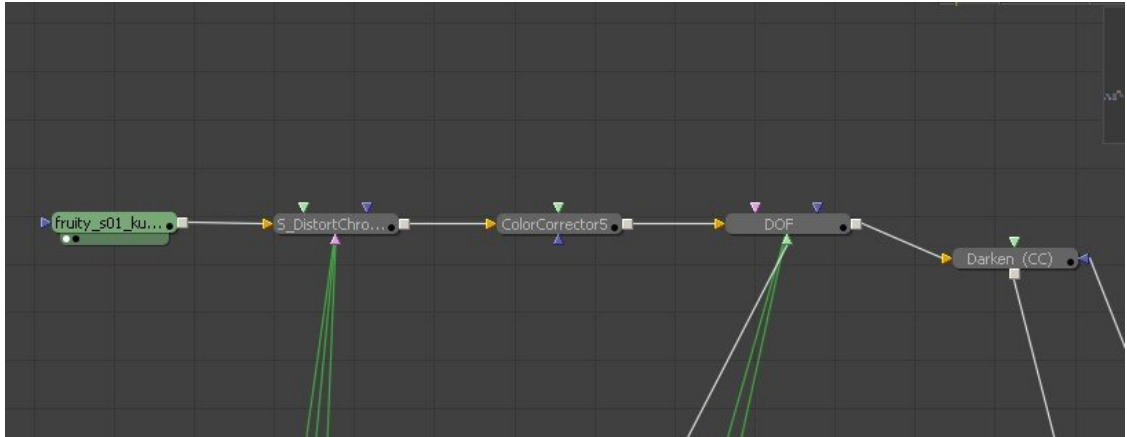 fruity_s01_ku...
S_DistortChro...
ColorCorrector5
DOF
Darken (CC)